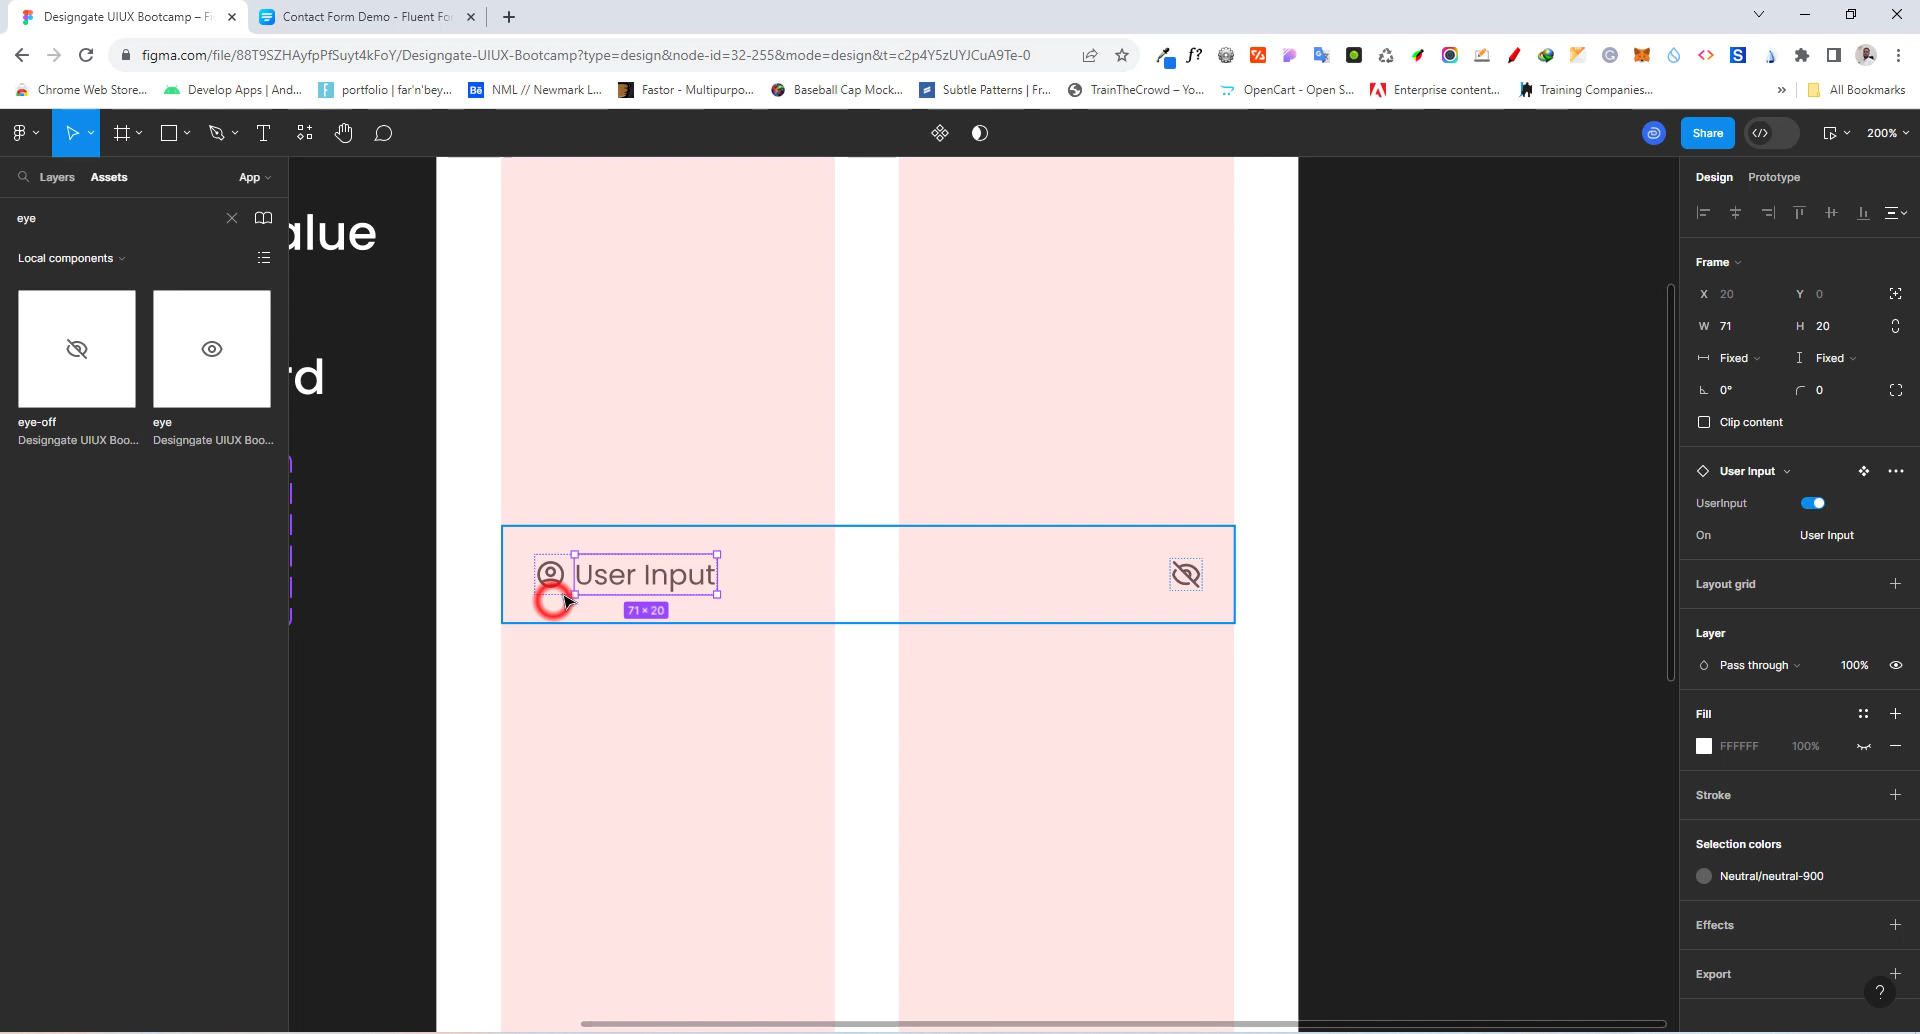 Designgate UIUX Bootcamp – Fi
Contact Form Demo - Fluent Fo
figma.com/file/88T9SZHAyfpPfSuyt4kFoY/Designgate-UIUX-Bootcamp?type=design&node-id=32-255&mode=design&t=c2p4Y5zUYJCuA9Te-0
Chrome Web Store...
Develop Apps | And...
portfolio | far'n'bey...
NML // Newmark L...
Fastor - Multipurpo...
Baseball Cap Mock...
Subtle Patterns | Fr...
TrainTheCrowd – Yo...
OpenCart - Open S...
Enterprise content...
Training Companies...
»
All Bookmarks
Share
200%
Layers
Assets
App
eye
Local components
eye-off
Designgate UIUX Boo...
eye
Designgate UIUX Boo...
alue
rd
User Input
71 × 20
Design
Prototype
Frame
X 20
Y 0
W 71
H 20
Fixed
Fixed
0°
0
Clip content
User Input
UserInput
On
User Input
Layout grid
Layer
Pass through
100%
Fill
FFFFFF
100%
Stroke
Selection colors
Neutral/neutral-900
Effects
Export
?